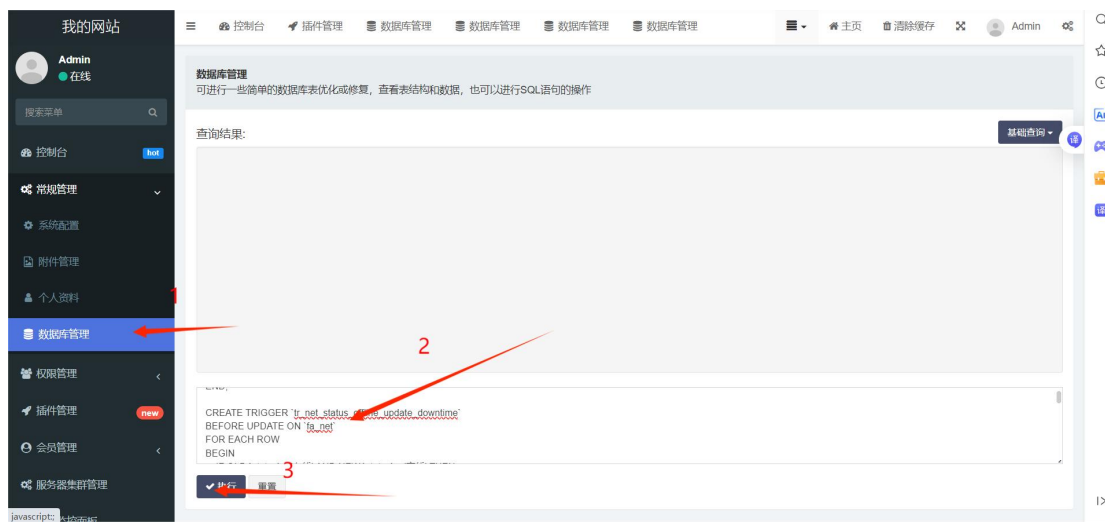 我的网站
控制台 插件管理 数据库管理 数据库管理 数据库管理 数据库管理 主页 清除缓存 Admin
Admin
在线
搜索菜单
控制台 hot
常规管理
系统配置
附件管理
个人资料
数据库管理
权限管理
插件管理 new
会员管理
服务器集群管理
javascript:;
数据库管理
可进行一些简单的数据库表优化或修复，查看表结构和数据，也可以进行SQL语句的操作
查询结果:
基础查询
译
1
2
END;
CREATE TRIGGER `tr_net_status_offline_update_downtime`
BEFORE UPDATE ON `fa_net`
FOR EACH ROW
BEGIN
3
执行 重置